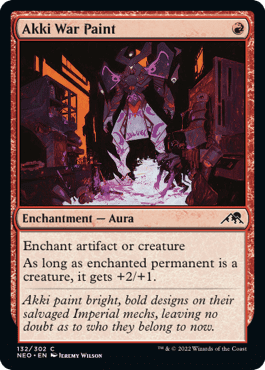 Akki War Paint
Enchantment — Aura
Enchant artifact or creature
As long as enchanted permanent is a
creature, it gets +2/+1.
Akki paint bright, bold designs on their
salvaged Imperial mechs, leaving no
doubt as to who they belong to now.
132/302 C
NEO • EN JEREMY WILSON
™ & © 2022 Wizards of the Coast